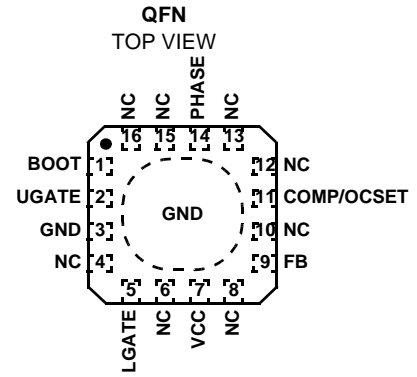 QFN
TOP VIEW
NC NC PHASE NC
16 15 14 13
BOOT 1 12 NC
UGATE 2 11 COMP/OCSET
GND
GND 3 10 NC
NC 4 9 FB
5 6 7 8
LGATE NC VCC NC